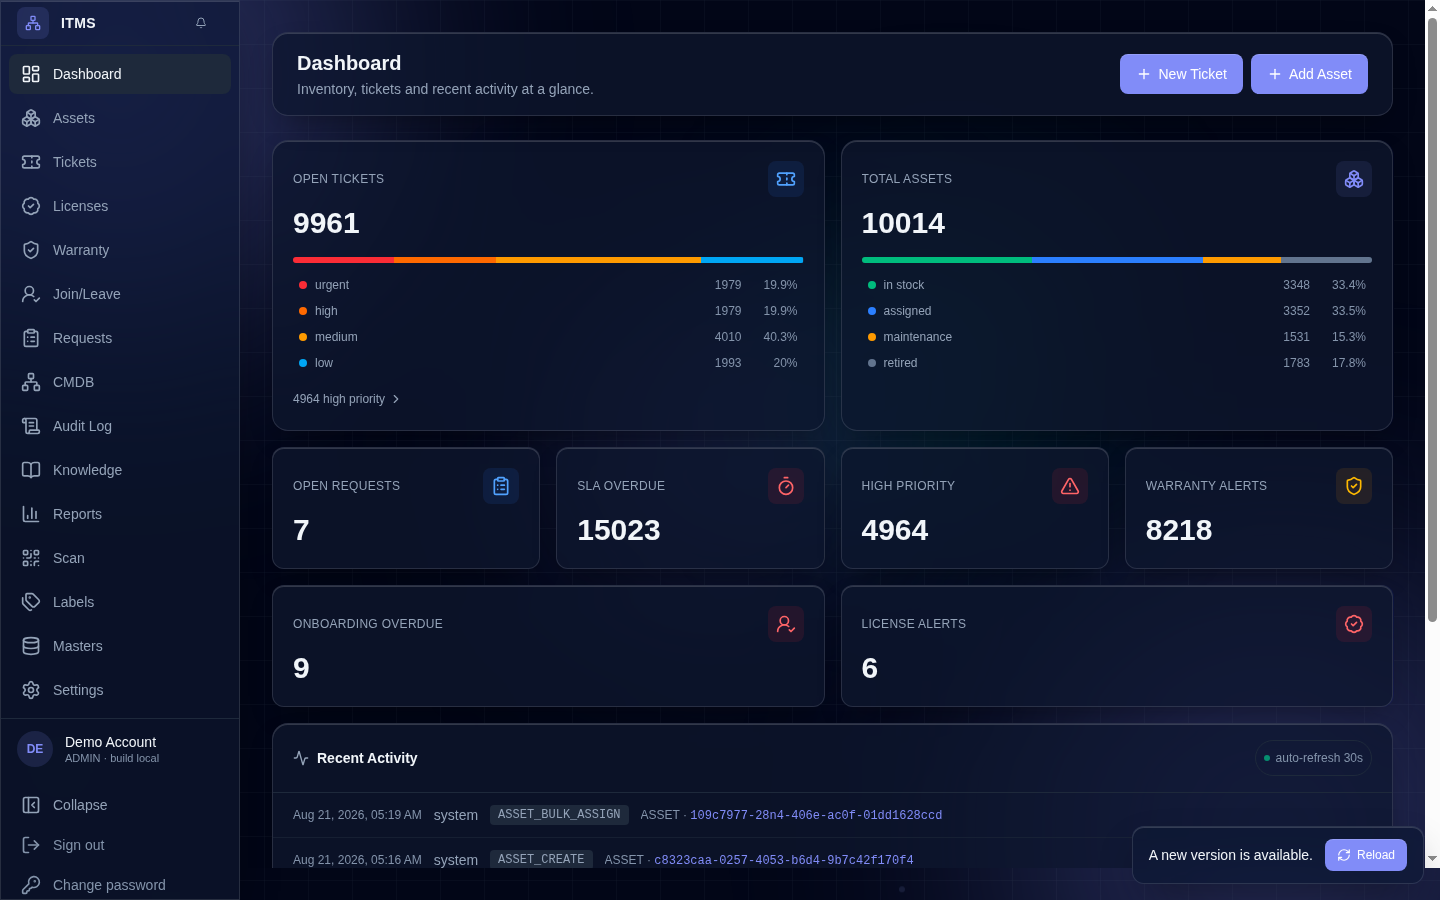 ITMS
Dashboard
Assets
Tickets
Licenses
Warranty
Join/Leave
Requests
CMDB
Audit Log
Knowledge
Reports
Scan
Labels
Masters
Settings
DE
Demo Account
ADMIN · build local
Collapse
Sign out
Change password
Dashboard
Inventory, tickets and recent activity at a glance.
New Ticket
Add Asset
OPEN TICKETS
9961
urgent 1979 19.9%
high 1979 19.9%
medium 4010 40.3%
low 1993 20%
4964 high priority
TOTAL ASSETS
10014
in stock 3348 33.4%
assigned 3352 33.5%
maintenance 1531 15.3%
retired 1783 17.8%
OPEN REQUESTS
7
SLA OVERDUE
15023
HIGH PRIORITY
4964
WARRANTY ALERTS
8218
ONBOARDING OVERDUE
9
LICENSE ALERTS
6
Recent Activity
auto-refresh 30s
Aug 21, 2026, 05:19 AM system ASSET_BULK_ASSIGN ASSET · 109c7977-28n4-406e-ac0f-01dd1628ccd
Aug 21, 2026, 05:16 AM system ASSET_CREATE ASSET · c8323caa-0257-4053-b6d4-9b7c42f170f4
A new version is available.
Reload